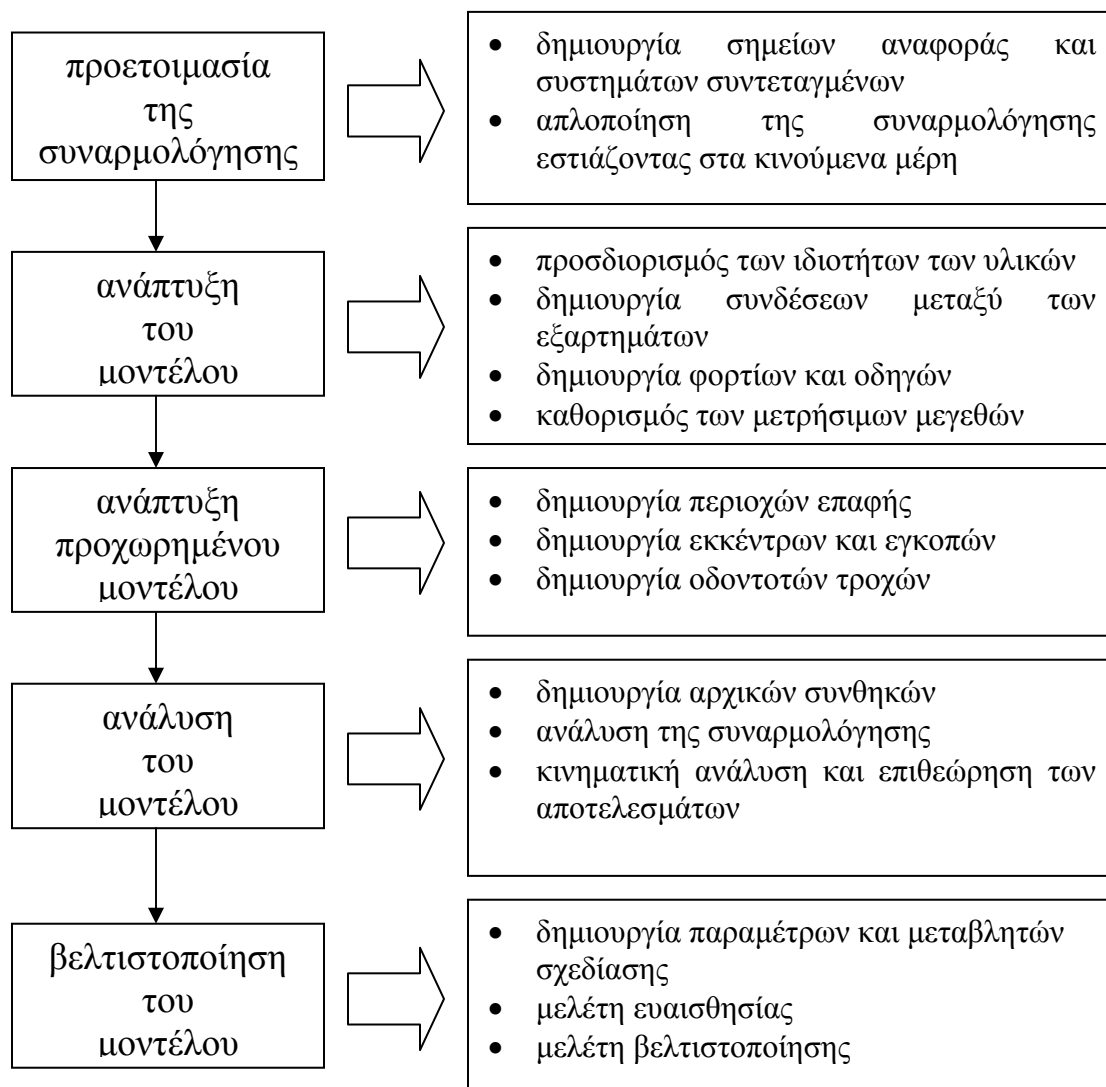 προετοιμασία
της
συναρμολόγησης
• δημιουργία σημείων αναφοράς και
συστημάτων συντεταγμένων
• απλοποίηση της συναρμολόγησης
εστιάζοντας στα κινούμενα μέρη
ανάπτυξη
του
μοντέλου
• προσδιορισμός των ιδιοτήτων των υλικών
• δημιουργία συνδέσεων μεταξύ των
εξαρτημάτων
• δημιουργία φορτίων και οδηγών
• καθορισμός των μετρήσιμων μεγεθών
ανάπτυξη
προχωρημένου
μοντέλου
• δημιουργία περιοχών επαφής
• δημιουργία εκκέντρων και εγκοπών
• δημιουργία οδοντοτών τροχών
ανάλυση
του
μοντέλου
• δημιουργία αρχικών συνθηκών
• ανάλυση της συναρμολόγησης
• κινηματική ανάλυση και επιθεώρηση των
αποτελεσμάτων
βελτιστοποίηση
του
μοντέλου
• δημιουργία παραμέτρων και μεταβλητών
σχεδίασης
• μελέτη ευαισθησίας
• μελέτη βελτιστοποίησης